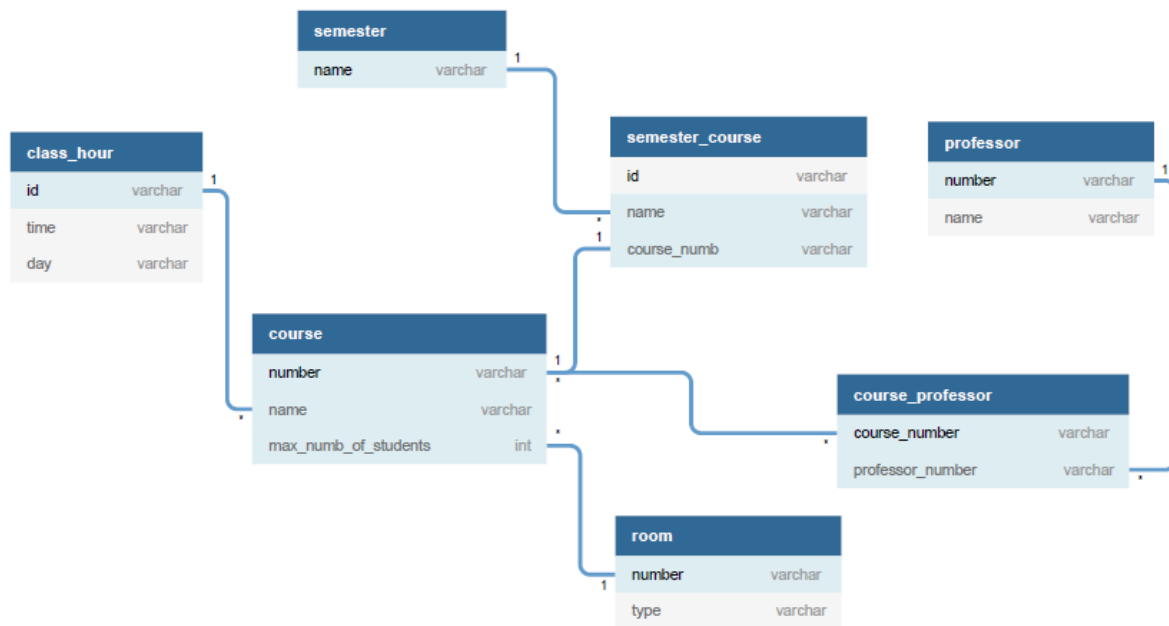 semester
name varchar
1
class_hour
id varchar
1
time varchar
day varchar
semester_course
id varchar
name varchar
*
1
course_numb varchar
professor
number varchar
1
name varchar
course
number varchar
1
*
name varchar
*
max_numb_of_students int
*
course_professor
course_number varchar
*
professor_number varchar
*
room
number varchar
1
type varchar